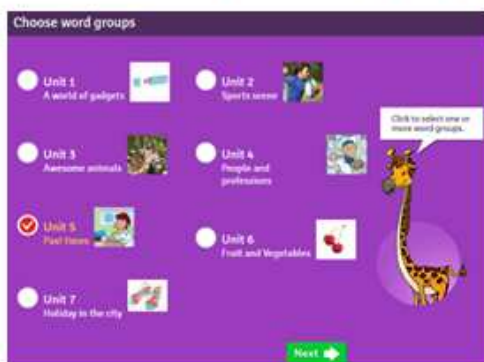 Choose word groups
Unit 1
A world of gadgets
Unit 2
Sports scene
Unit 3
Awesome animals
Unit 4
People and
professions
Unit 5
Past times
Unit 6
Fruit and Vegetables
Unit 7
Holiday in the city
Click to select one or
more word groups.
Next